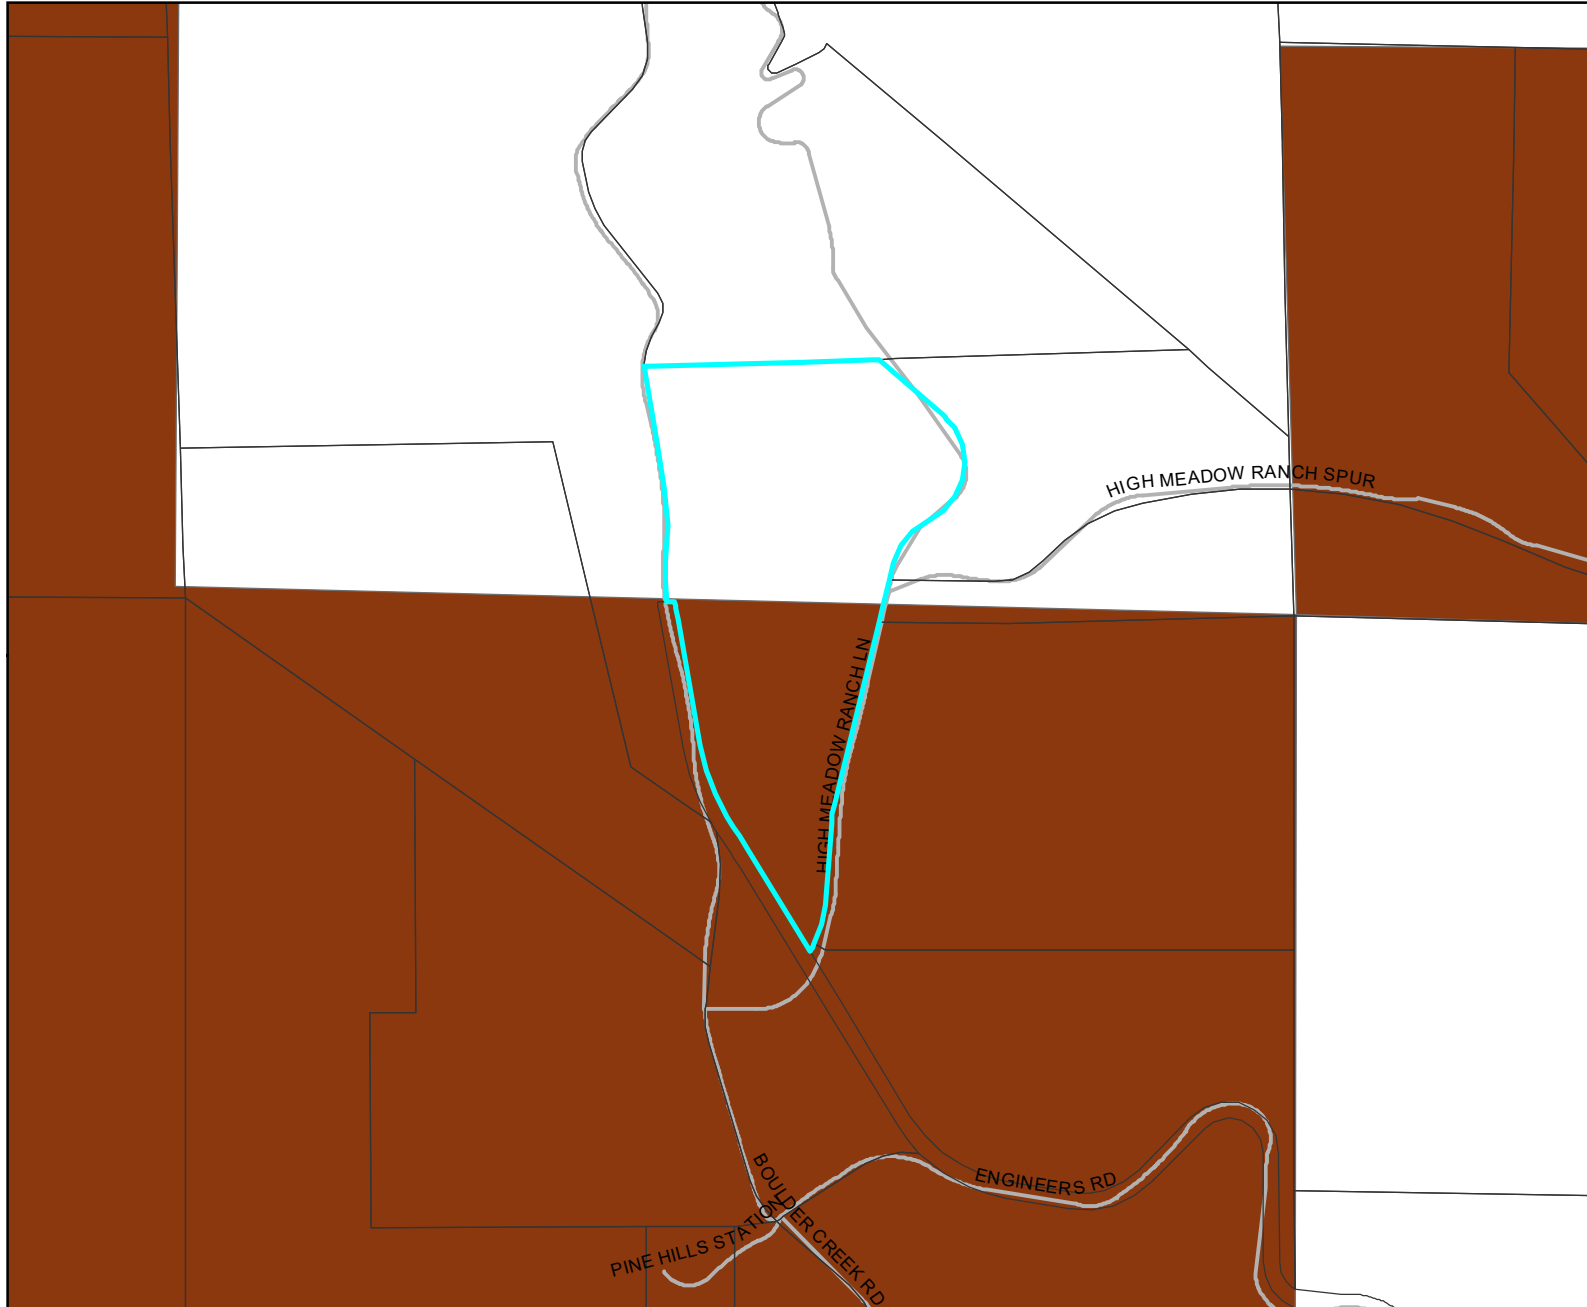 HIGH MEADOW RANCH SPUR
HIGH MEADOW RANCH LN
ENGINEERS RD
BOULDER CREEK RD
PINE HILLS STATION